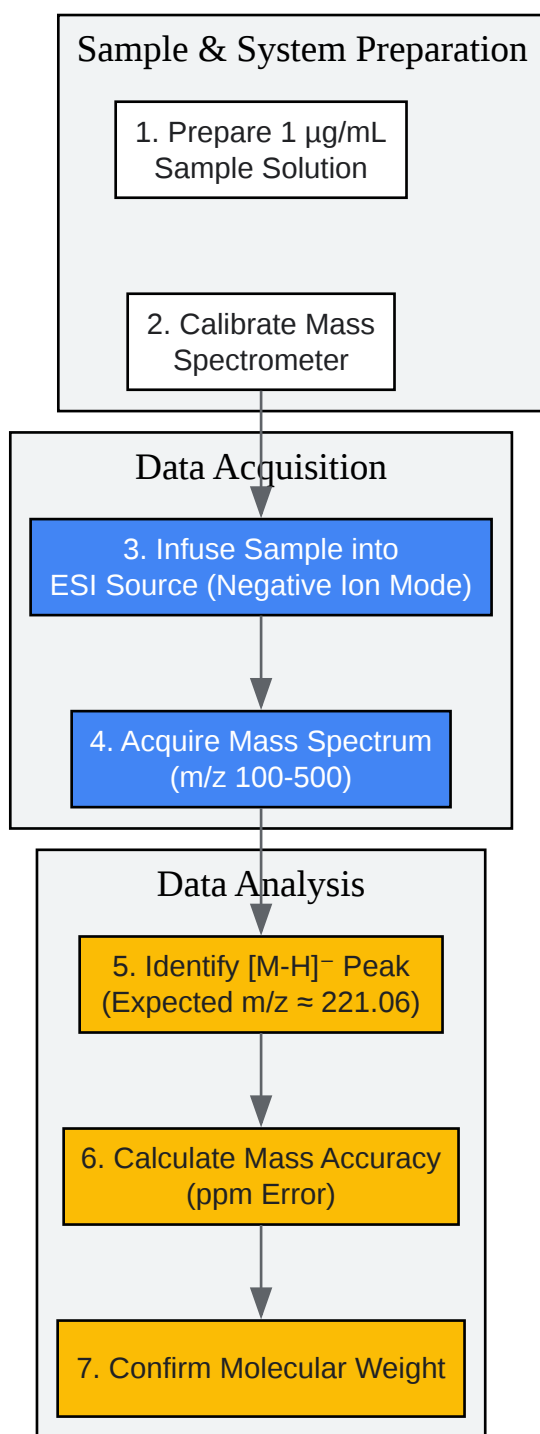 Sample & System Preparation
1. Prepare 1 µg/mL
Sample Solution
2. Calibrate Mass
Spectrometer
Data Acquisition
3. Infuse Sample into
ESI Source (Negative Ion Mode)
4. Acquire Mass Spectrum
(m/z 100-500)
Data Analysis
5. Identify [M-H]⁻ Peak
(Expected m/z ≈ 221.06)
6. Calculate Mass Accuracy
(ppm Error)
7. Confirm Molecular Weight